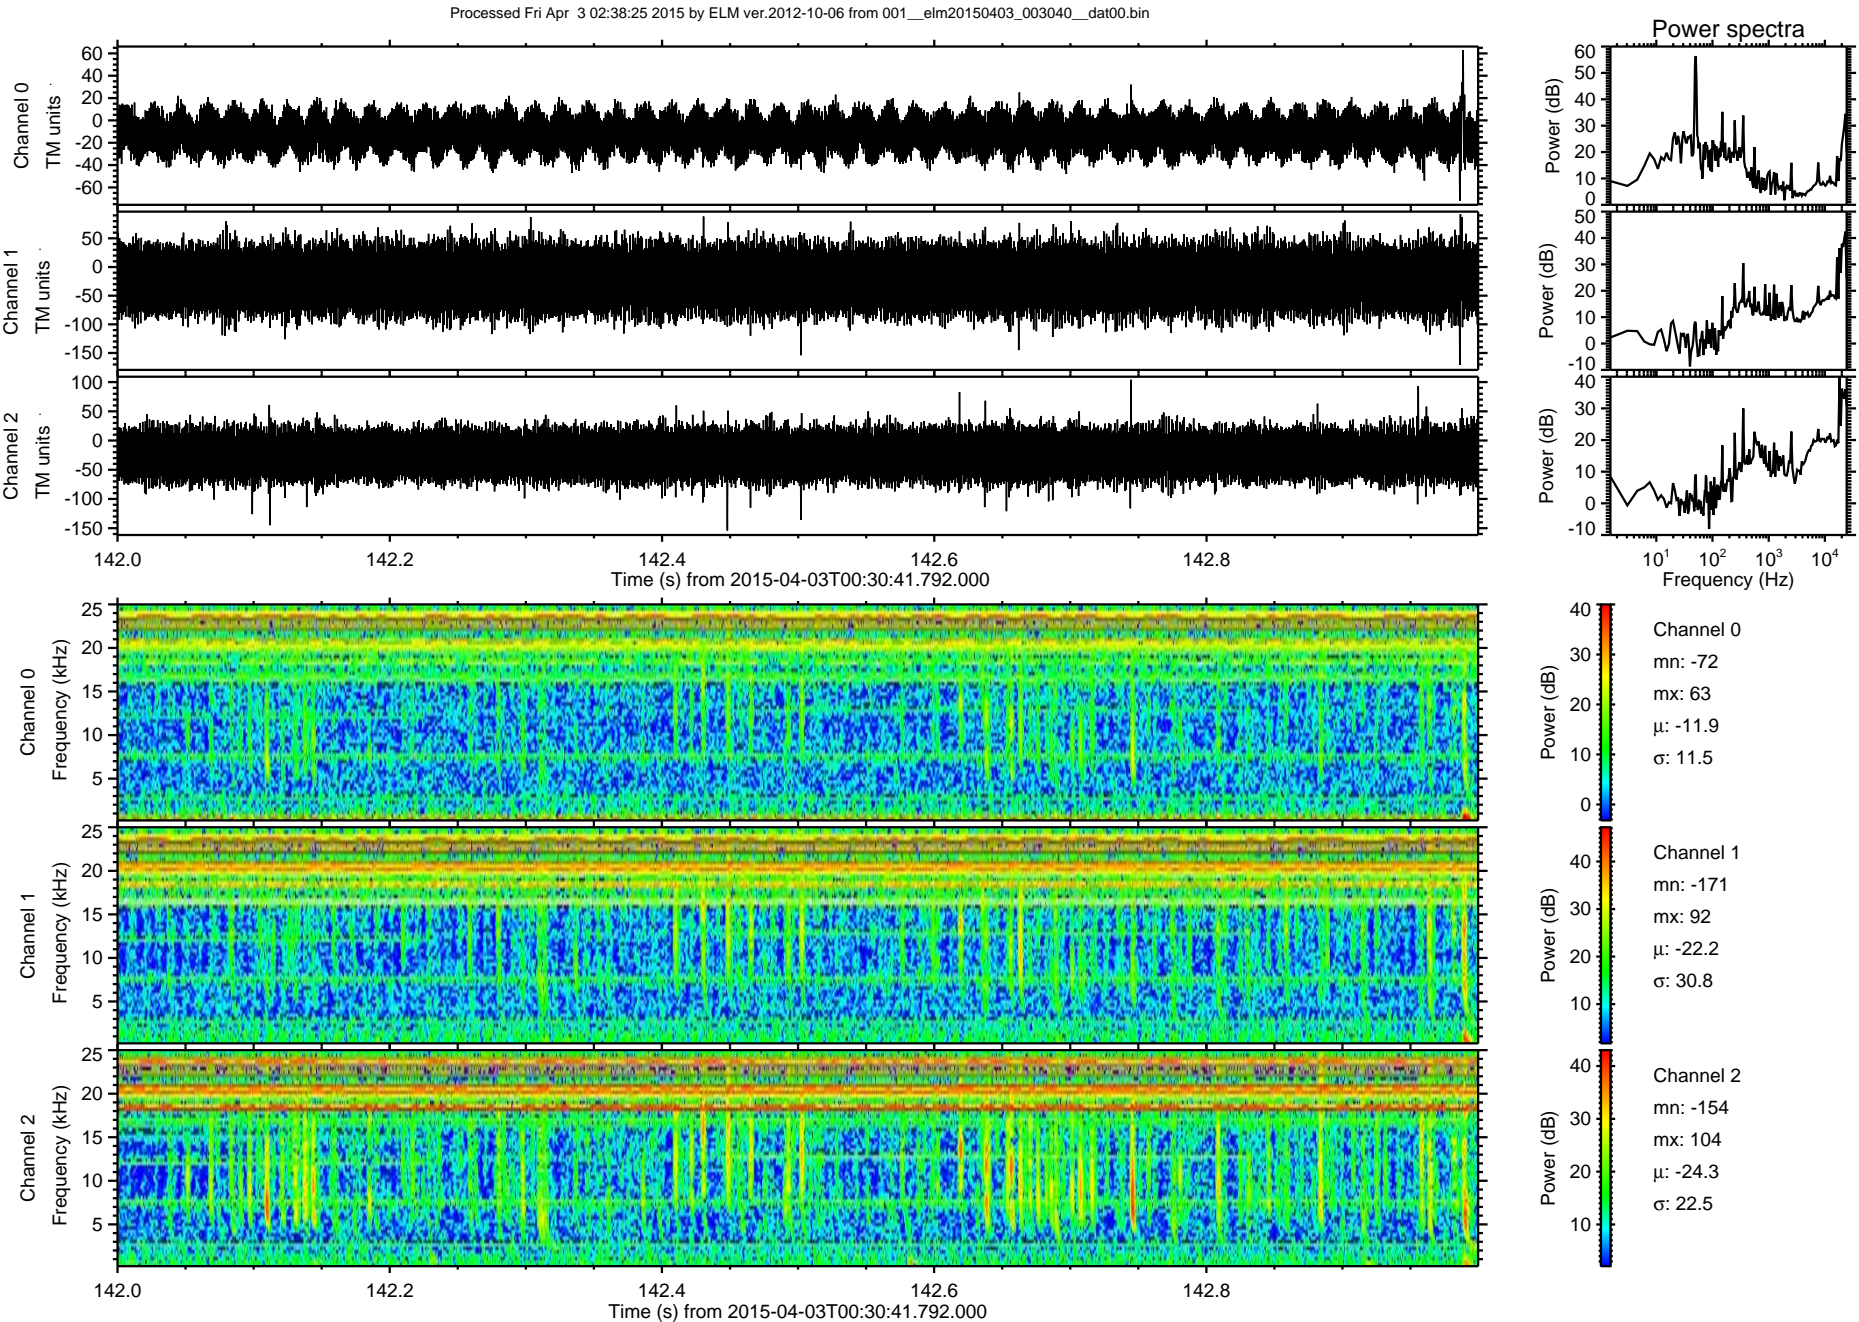 Processed Fri Apr  3 02:38:25 2015 by ELM ver.2012-10-06 from 001__elm20150403_003040__dat00.bin
Power spectra
Channel 0
TM units
60
40
20
0
-20
-40
-60
Power (dB)
60
50
40
30
20
10
0
Channel 1
TM units
50
0
-50
-100
-150
Power (dB)
50
40
30
20
10
0
-10
Channel 2
TM units
100
50
0
-50
-100
-150
Power (dB)
40
30
20
10
0
-10
142.0 142.2 142.4 142.6 142.8
Time (s) from 2015-04-03T00:30:41.792.000
10¹ 10² 10³ 10⁴
Frequency (Hz)
Channel 0
Frequency (kHz)
25
20
15
10
5
Power (dB)
40
30
20
10
0
Channel 0
mn: -72
mx: 63
μ: -11.9
σ: 11.5
Channel 1
Frequency (kHz)
25
20
15
10
5
Power (dB)
40
30
20
10
Channel 1
mn: -171
mx: 92
μ: -22.2
σ: 30.8
Channel 2
Frequency (kHz)
25
20
15
10
5
Power (dB)
40
30
20
10
Channel 2
mn: -154
mx: 104
μ: -24.3
σ: 22.5
142.0 142.2 142.4 142.6 142.8
Time (s) from 2015-04-03T00:30:41.792.000